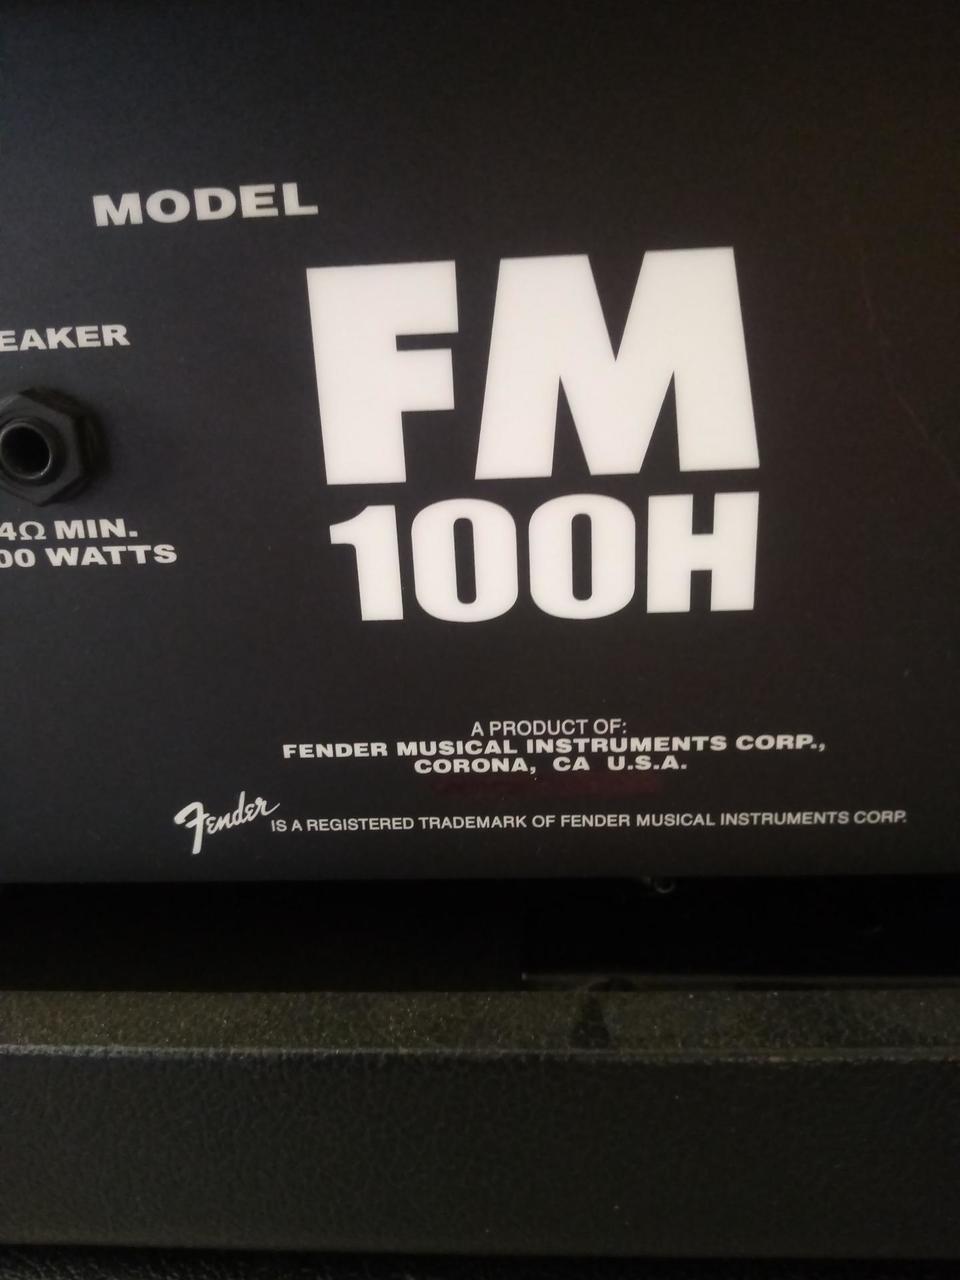 MODEL
EAKER
FM
100H
4Ω MIN.
00 WATTS
A PRODUCT OF:
FENDER MUSICAL INSTRUMENTS CORP.,
CORONA, CA U.S.A.
Fender IS A REGISTERED TRADEMARK OF FENDER MUSICAL INSTRUMENTS CORP.